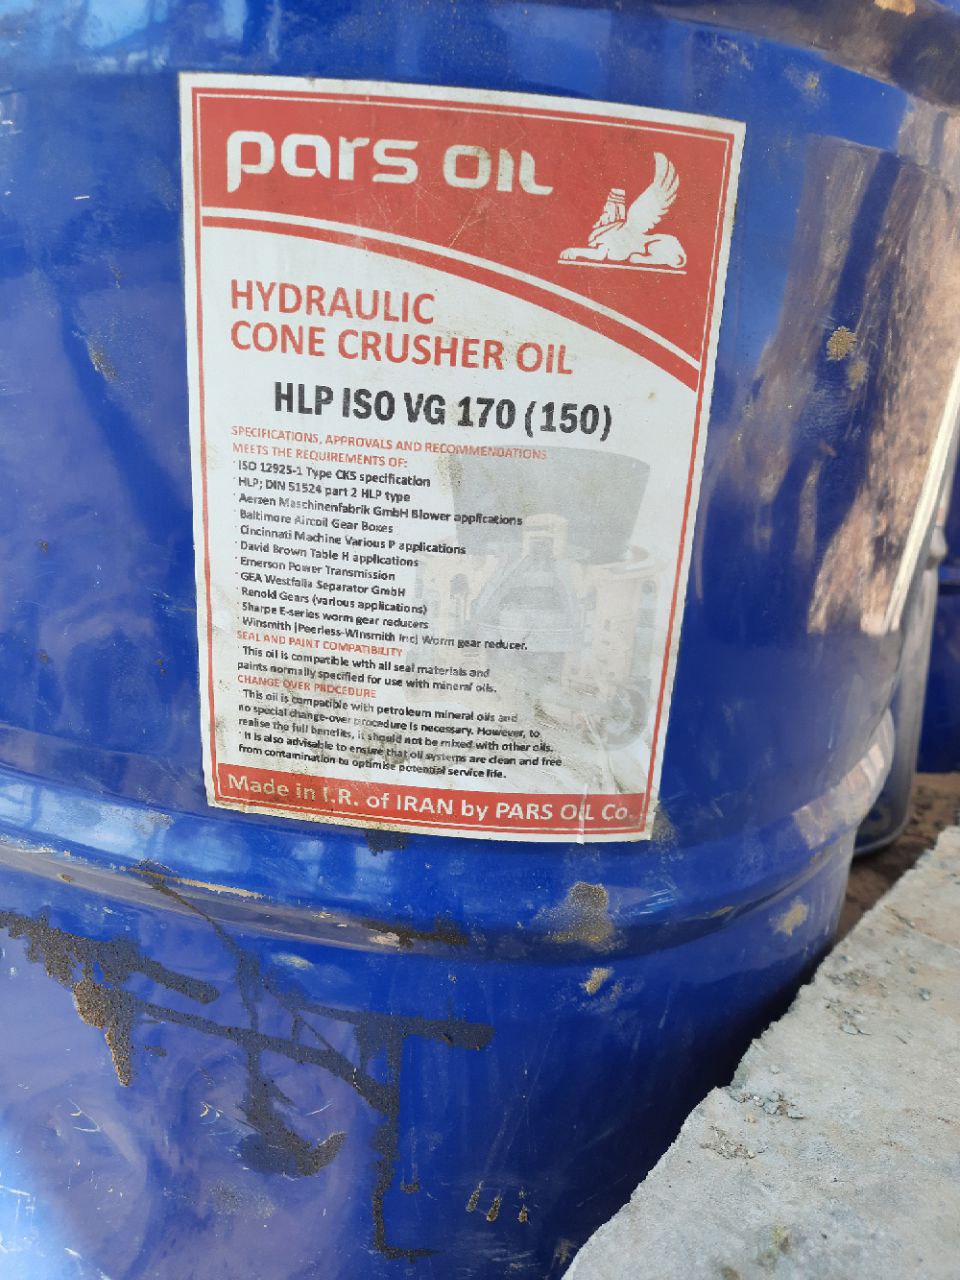 pars OIL
HYDRAULIC
CONE CRUSHER OIL
HLP ISO VG 170 (150)
SPECIFICATIONS, APPROVALS AND RECOMMENDATIONS
MEETS THE REQUIREMENTS OF:
· ISO 12925-1 Type CKS specification
· HLP; DIN 51524 part 2 HLP type
· Aerzen Maschinenfabrik GmbH Blower applications
· Baltimore Aircoil Gear Boxes
· Cincinnati Machine Various P applications
· David Brown Table H applications
· Emerson Power Transmission
· GEA Westfalia Separator GmbH
· Renold Gears (various applications)
· Sharpe E-series worm gear reducers
· Winsmith (Peerless-Winsmith Inc) Worm gear reducer.
SEAL AND PAINT COMPATIBILITY
· This oil is compatible with all seal materials and
paints normally specified for use with mineral oils.
CHANGE OVER PROCEDURE
· This oil is compatible with petroleum mineral oils and
no special change-over procedure is necessary. However, to
realise the full benefits, it should not be mixed with other oils.
· It is also advisable to ensure that oil systems are clean and free
from contamination to optimise potential service life.
Made in I.R. of IRAN by PARS OIL Co.